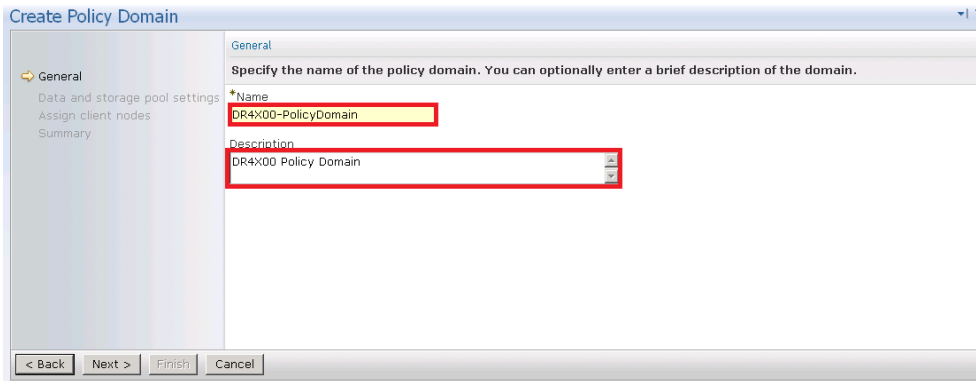 Create Policy Domain
General
Data and storage pool settings
Assign client nodes
Summary
General
Specify the name of the policy domain. You can optionally enter a brief description of the domain.
*Name
DR4X00-PolicyDomain
Description
DR4X00 Policy Domain
< Back
Next >
Finish
Cancel